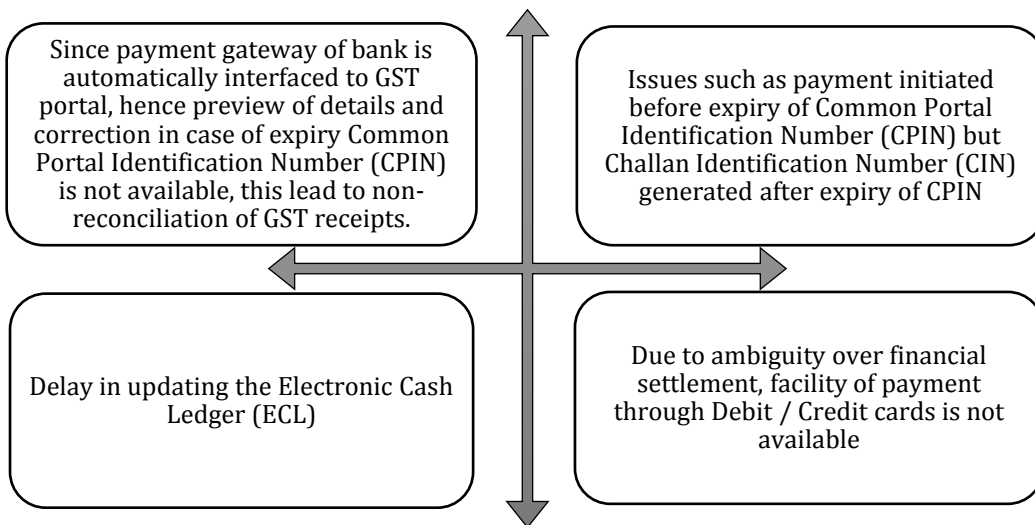 Since payment gateway of bank is
automatically interfaced to GST
portal, hence preview of details and
correction in case of expiry Common
Portal Identification Number (CPIN)
is not available, this lead to non-
reconciliation of GST receipts.
Issues such as payment initiated
before expiry of Common Portal
Identification Number (CPIN) but
Challan Identification Number (CIN)
generated after expiry of CPIN
Delay in updating the Electronic Cash
Ledger (ECL)
Due to ambiguity over financial
settlement, facility of payment
through Debit / Credit cards is not
available